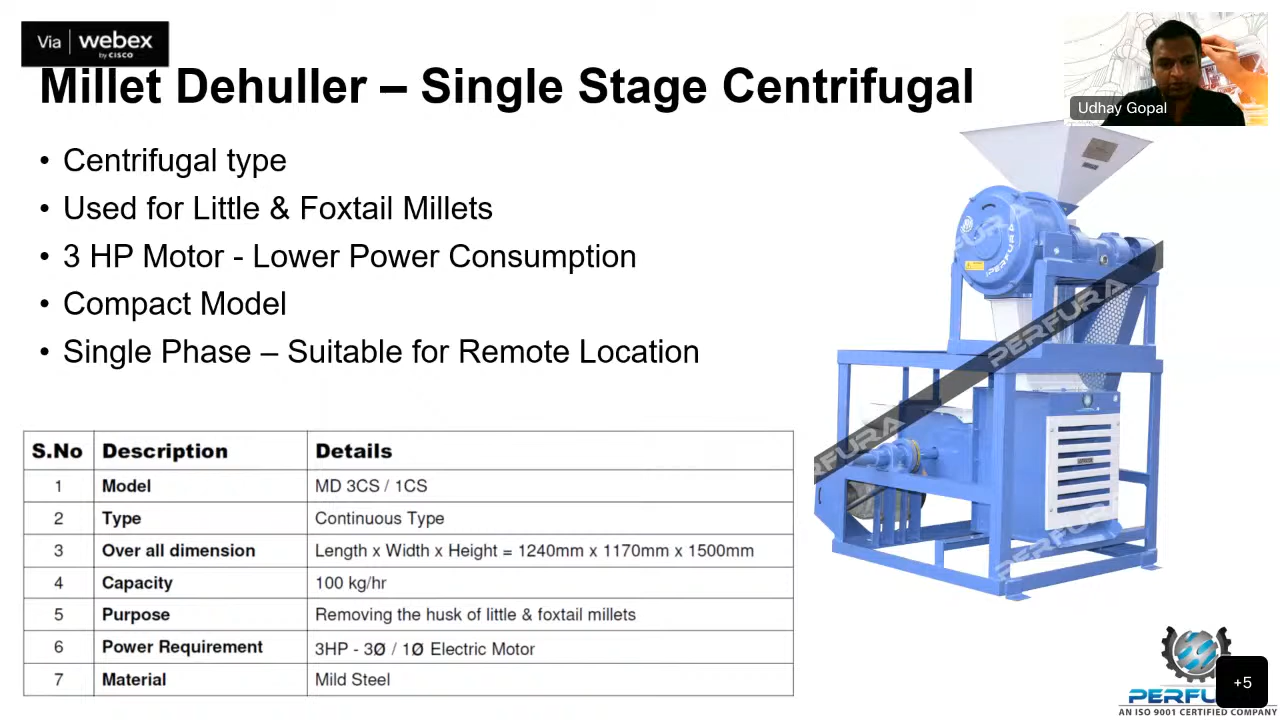 Via webex
by CISCO
Millet Dehuller – Single Stage Centrifugal
Udhay Gopal
• Centrifugal type
• Used for Little & Foxtail Millets
• 3 HP Motor - Lower Power Consumption
• Compact Model
• Single Phase – Suitable for Remote Location
S.No Description Details
1 Model MD 3CS / 1CS
2 Type Continuous Type
3 Over all dimension Length x Width x Height = 1240mm x 1170mm x 1500mm
4 Capacity 100 kg/hr
5 Purpose Removing the husk of little & foxtail millets
6 Power Requirement 3HP - 3Ø / 1Ø Electric Motor
7 Material Mild Steel
PERFURA
PERFURA
PERFURA
+5
AN ISO 9001 CERTIFIED COMPANY